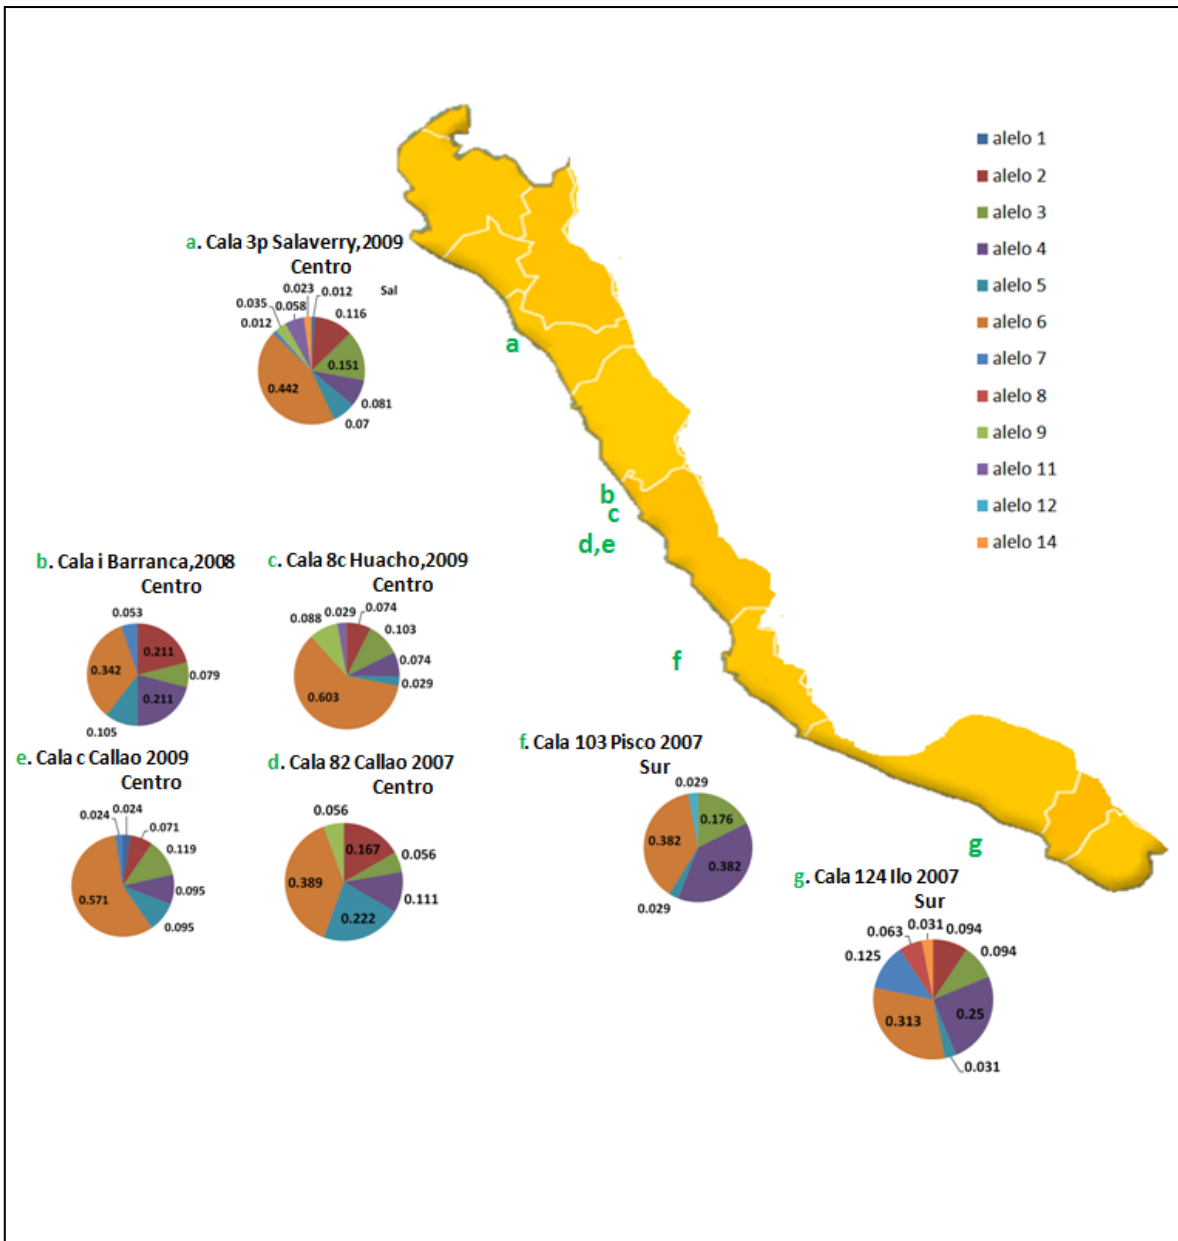 alelo 1
alelo 2
alelo 3
alelo 4
alelo 5
alelo 6
alelo 7
alelo 8
alelo 9
alelo 11
alelo 12
alelo 14
a. Cala 3p Salaverry,2009
Centro
Sal
0.023
0.012
0.035
0.058
0.116
0.012
0.151
0.442
0.081
0.07
a
b
c
d,e
f
g
b. Cala i Barranca,2008
Centro
0.053
0.211
0.342
0.079
0.211
0.105
c. Cala 8c Huacho,2009
Centro
0.088
0.029
0.074
0.103
0.074
0.029
0.603
e. Cala c Callao 2009
Centro
0.024
0.024
0.071
0.119
0.571
0.095
0.095
d. Cala 82 Callao 2007
Centro
0.056
0.167
0.056
0.389
0.111
0.222
f. Cala 103 Pisco 2007
Sur
0.029
0.176
0.382
0.382
0.029
g. Cala 124 Ilo 2007
Sur
0.031
0.094
0.063
0.094
0.125
0.25
0.313
0.031